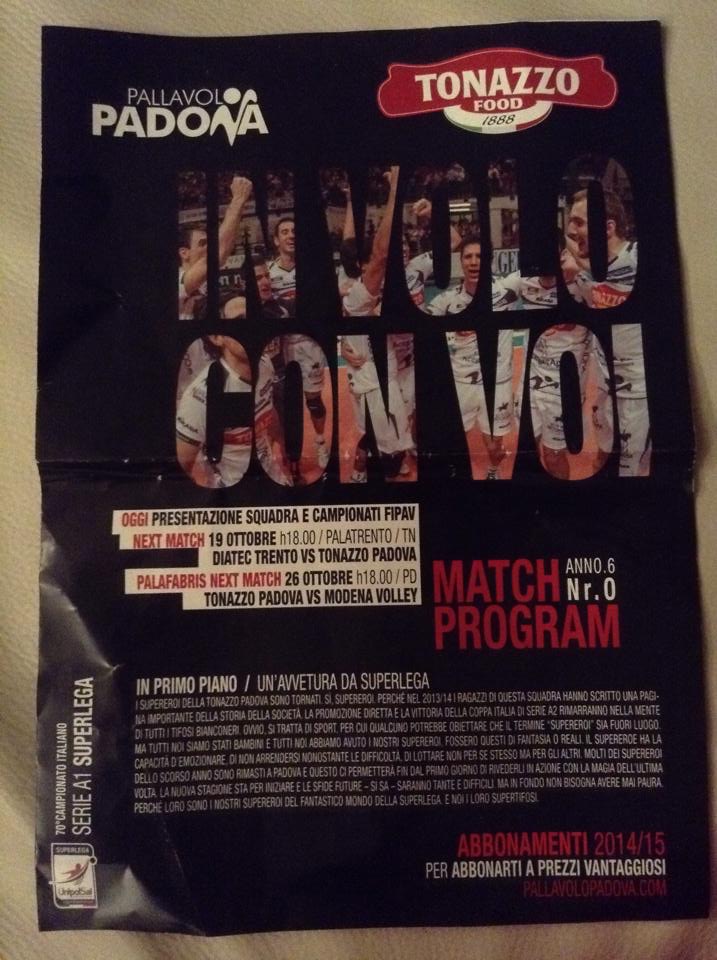 PALLAVOLO
PADOVA
TONAZZO
FOOD
1888
IN VOLO
CON VOI
OGGI PRESENTAZIONE SQUADRA E CAMPIONATI FIPAV
NEXT MATCH 19 OTTOBRE h18.00 / PALATRENTO / TN
DIATEC TRENTO VS TONAZZO PADOVA
PALAFABRIS NEXT MATCH 26 OTTOBRE h18.00 / PD
TONAZZO PADOVA VS MODENA VOLLEY
MATCH
PROGRAM
ANNO.6
Nr.0
IN PRIMO PIANO / UN'AVVETURA DA SUPERLEGA
I SUPEREROI DELLA TONAZZO PADOVA SONO TORNATI. SÌ, SUPEREROI. PERCHÉ NEL 2013/14 I RAGAZZI DI QUESTA SQUADRA HANNO SCRITTO UNA PAGI-
NA IMPORTANTE DELLA STORIA DELLA SOCIETÀ. LA PROMOZIONE DIRETTA E LA VITTORIA DELLA COPPA ITALIA DI SERIE A2 RIMARRANNO NELLA MENTE
DI TUTTI I TIFOSI BIANCONERI. OVVIO, SI TRATTA DI SPORT, PER CUI QUALCUNO POTREBBE OBIETTARE CHE IL TERMINE "SUPEREROI" SIA FUORI LUOGO.
MA TUTTI NOI SIAMO STATI BAMBINI E TUTTI NOI ABBIAMO AVUTO I NOSTRI SUPEREROI, FOSSERO QUESTI DI FANTASIA O REALI. IL SUPEREROE HA LA
CAPACITÀ D'EMOZIONARE, DI NON ARRENDERSI NONOSTANTE LE DIFFICOLTÀ, DI LOTTARE NON PER SE STESSO MA PER GLI ALTRI. MOLTI DEI SUPEREROI
DELLO SCORSO ANNO SONO RIMASTI A PADOVA E QUESTO CI PERMETTERÀ FIN DAL PRIMO GIORNO DI RIVEDERLI IN AZIONE CON LA MAGIA DELL'ULTIMA
VOLTA. LA NUOVA STAGIONE STA PER INIZIARE E LE SFIDE FUTURE – SI SA – SARANNO TANTE E DIFFICILI. MA IN FONDO NON BISOGNA AVERE MAI PAURA.
PERCHÉ LORO SONO I NOSTRI SUPEREROI DEL FANTASTICO MONDO DELLA SUPERLEGA. E NOI I LORO SUPERTIFOSI.
70°CAMPIONATO ITALIANO
SERIE A1 SUPERLEGA
SUPERLEGA
UnipolSai
ABBONAMENTI 2014/15
PER ABBONARTI A PREZZI VANTAGGIOSI
PALLAVOLOPADOVA.COM